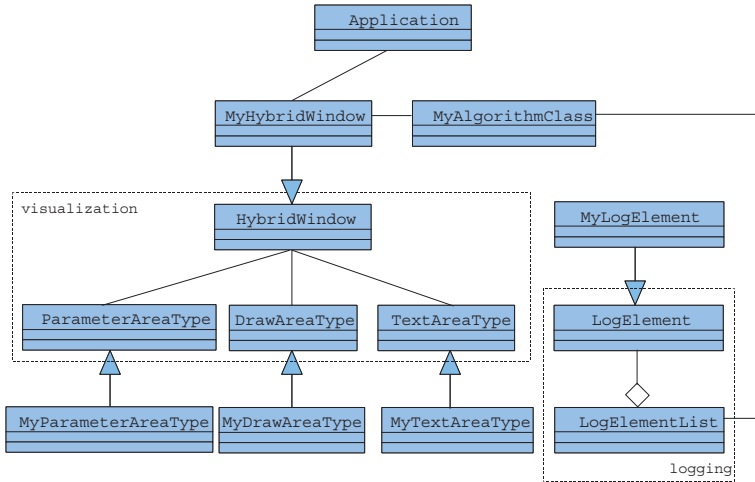 Application
MyHybridWindow
MyAlgorithmClass
visualization
HybridWindow
MyLogElement
ParameterAreaType
DrawAreaType
TextAreaType
LogElement
MyParameterAreaType
MyDrawAreaType
MyTextAreaType
LogElementList
logging